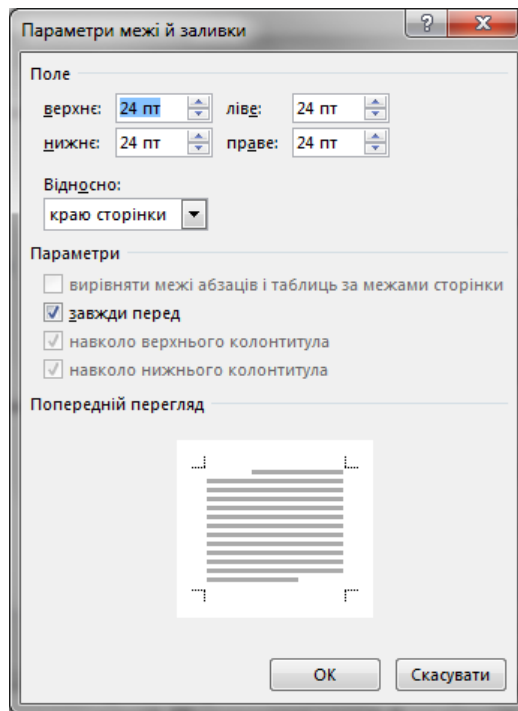 Параметри межі й заливки
Поле
верхнє: 24 пт ліве: 24 пт
нижнє: 24 пт праве: 24 пт
Відносно:
краю сторінки
Параметри
вирівняти межі абзаців і таблиць за межами сторінки
завжди перед
навколо верхнього колонтитула
навколо нижнього колонтитула
Попередній перегляд
ОК Скасувати